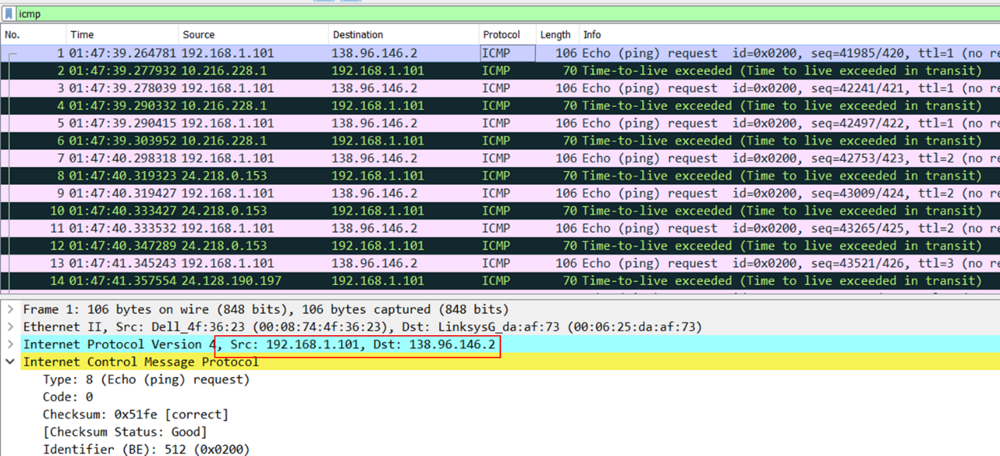 icmp
No. Time Source Destination Protocol Length Info
1 01:47:39.264781 192.168.1.101 138.96.146.2 ICMP 106 Echo (ping) request id=0x0200, seq=41985/420, ttl=1 (no re
2 01:47:39.277932 10.216.228.1 192.168.1.101 ICMP 70 Time-to-live exceeded (Time to live exceeded in transit)
3 01:47:39.278039 192.168.1.101 138.96.146.2 ICMP 106 Echo (ping) request id=0x0200, seq=42241/421, ttl=1 (no re
4 01:47:39.290332 10.216.228.1 192.168.1.101 ICMP 70 Time-to-live exceeded (Time to live exceeded in transit)
5 01:47:39.290415 192.168.1.101 138.96.146.2 ICMP 106 Echo (ping) request id=0x0200, seq=42497/422, ttl=1 (no re
6 01:47:39.303952 10.216.228.1 192.168.1.101 ICMP 70 Time-to-live exceeded (Time to live exceeded in transit)
7 01:47:40.298318 192.168.1.101 138.96.146.2 ICMP 106 Echo (ping) request id=0x0200, seq=42753/423, ttl=2 (no re
8 01:47:40.319323 24.218.0.153 192.168.1.101 ICMP 70 Time-to-live exceeded (Time to live exceeded in transit)
9 01:47:40.319427 192.168.1.101 138.96.146.2 ICMP 106 Echo (ping) request id=0x0200, seq=43009/424, ttl=2 (no re
10 01:47:40.333427 24.218.0.153 192.168.1.101 ICMP 70 Time-to-live exceeded (Time to live exceeded in transit)
11 01:47:40.333532 192.168.1.101 138.96.146.2 ICMP 106 Echo (ping) request id=0x0200, seq=43265/425, ttl=2 (no re
12 01:47:40.347289 24.218.0.153 192.168.1.101 ICMP 70 Time-to-live exceeded (Time to live exceeded in transit)
13 01:47:41.345243 192.168.1.101 138.96.146.2 ICMP 106 Echo (ping) request id=0x0200, seq=43521/426, ttl=3 (no re
14 01:47:41.357554 24.128.190.197 192.168.1.101 ICMP 70 Time-to-live exceeded (Time to live exceeded in transit)
Frame 1: 106 bytes on wire (848 bits), 106 bytes captured (848 bits)
Ethernet II, Src: Dell_4f:36:23 (00:08:74:4f:36:23), Dst: LinksysG_da:af:73 (00:06:25:da:af:73)
Internet Protocol Version 4, Src: 192.168.1.101, Dst: 138.96.146.2
Internet Control Message Protocol
Type: 8 (Echo (ping) request)
Code: 0
Checksum: 0x51fe [correct]
[Checksum Status: Good]
Identifier (BE): 512 (0x0200)